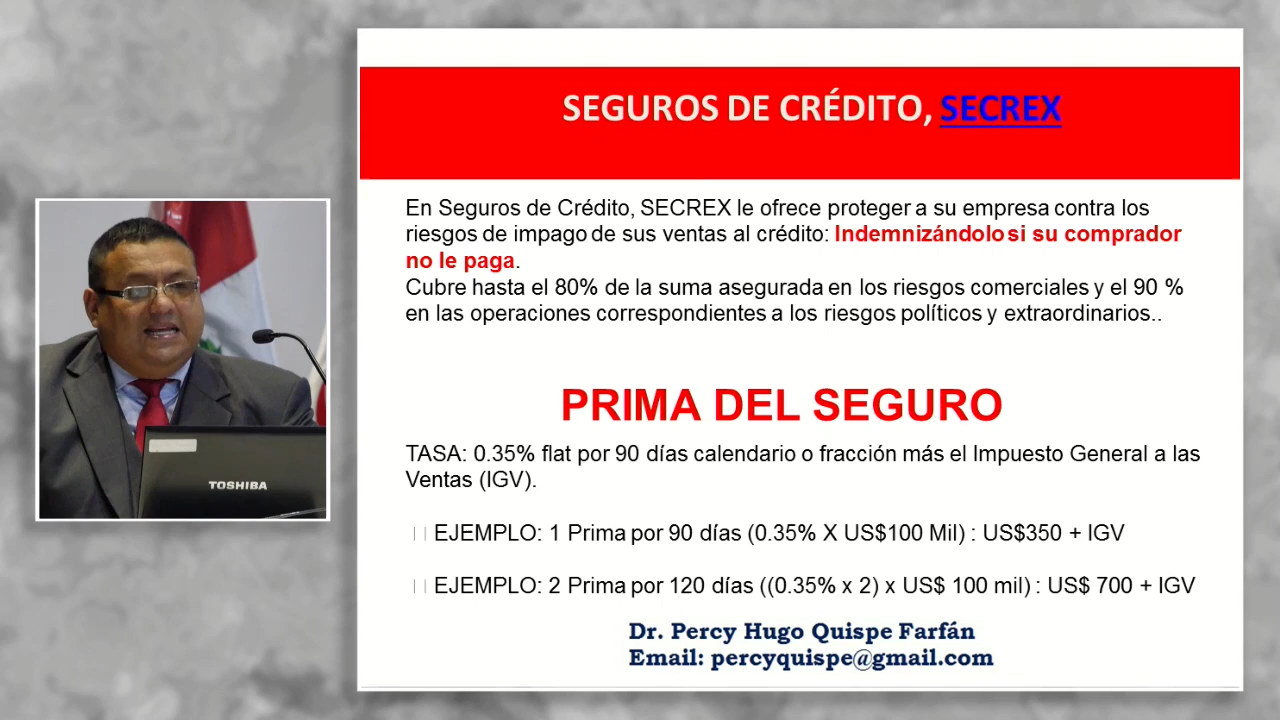 SEGUROS DE CRÉDITO, SECREX
En Seguros de Crédito, SECREX le ofrece proteger a su empresa contra los
riesgos de impago de sus ventas al crédito: Indemnizándolo si su comprador
no le paga.
Cubre hasta el 80% de la suma asegurada en los riesgos comerciales y el 90 %
en las operaciones correspondientes a los riesgos políticos y extraordinarios..
PRIMA DEL SEGURO
TASA: 0.35% flat por 90 días calendario o fracción más el Impuesto General a las
Ventas (IGV).
EJEMPLO: 1 Prima por 90 días (0.35% X US$100 Mil) : US$350 + IGV
EJEMPLO: 2 Prima por 120 días ((0.35% x 2) x US$ 100 mil) : US$ 700 + IGV
Dr. Percy Hugo Quispe Farfán
Email: percyquispe@gmail.com
TOSHIBA